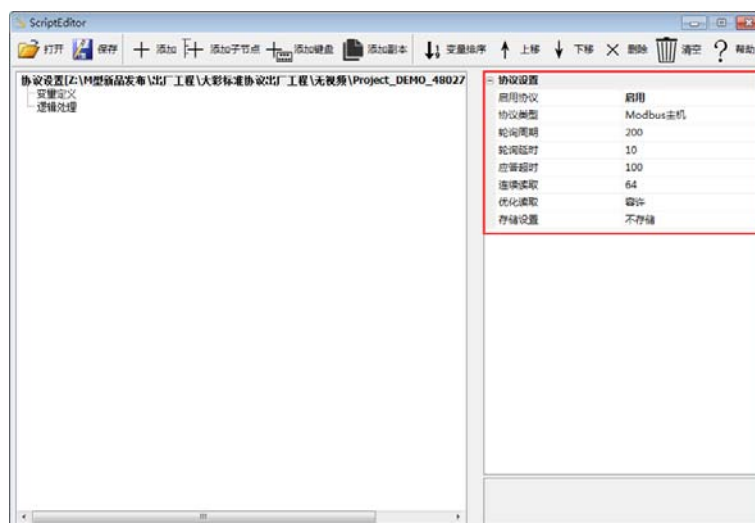 ScriptEditor
打开 保存 添加 添加子节点 添加键盘 添加副本 变量排序 上移 下移 删除 清空 帮助
协议设置[Z:\M型新品发布\出厂工程\大彩标准协议出厂工程\无视频\Project_DEMO_48027
变量定义
逻辑处理
协议设置
启用协议 启用
协议类型 Modbus主机
轮询周期 200
轮询延时 10
应答超时 100
连续读取 64
优化读取 容许
存储设置 不存储